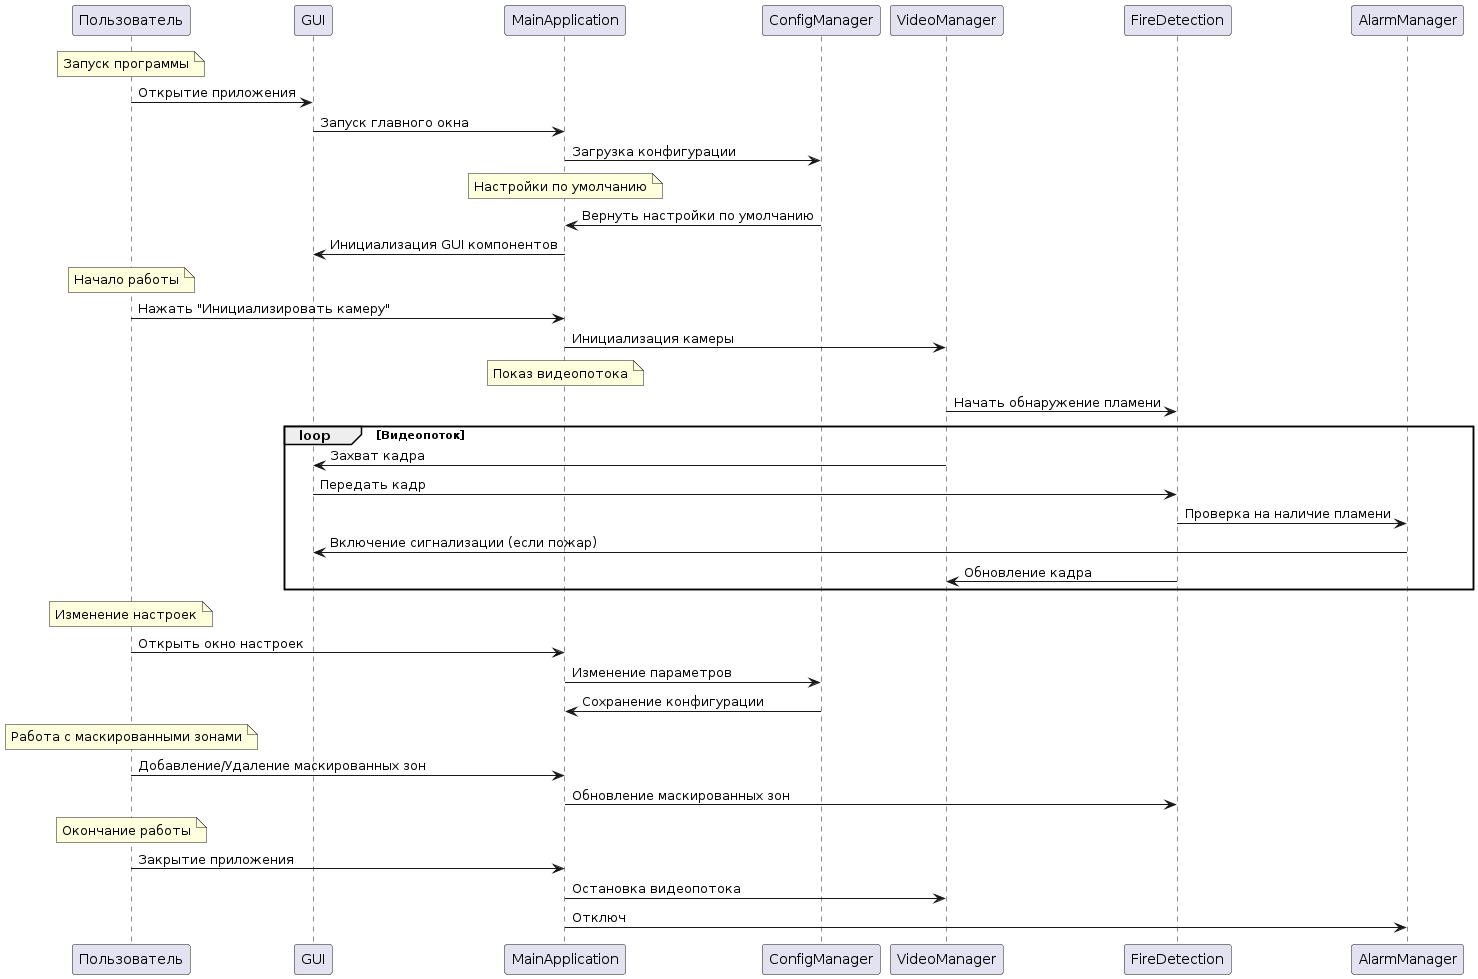 Пользователь
GUI
MainApplication
ConfigManager
VideoManager
FireDetection
AlarmManager
Запуск программы
Открытие приложения
Запуск главного окна
Загрузка конфигурации
Настройки по умолчанию
Вернуть настройки по умолчанию
Инициализация GUI компонентов
Начало работы
Нажать "Инициализировать камеру"
Инициализация камеры
Показ видеопотока
Начать обнаружение пламени
loop [Видеопоток]
Захват кадра
Передать кадр
Проверка на наличие пламени
Включение сигнализации (если пожар)
Обновление кадра
Изменение настроек
Открыть окно настроек
Изменение параметров
Сохранение конфигурации
Работа с маскированными зонами
Добавление/Удаление маскированных зон
Обновление маскированных зон
Окончание работы
Закрытие приложения
Остановка видеопотока
Отключ
Пользователь
GUI
MainApplication
ConfigManager
VideoManager
FireDetection
AlarmManager